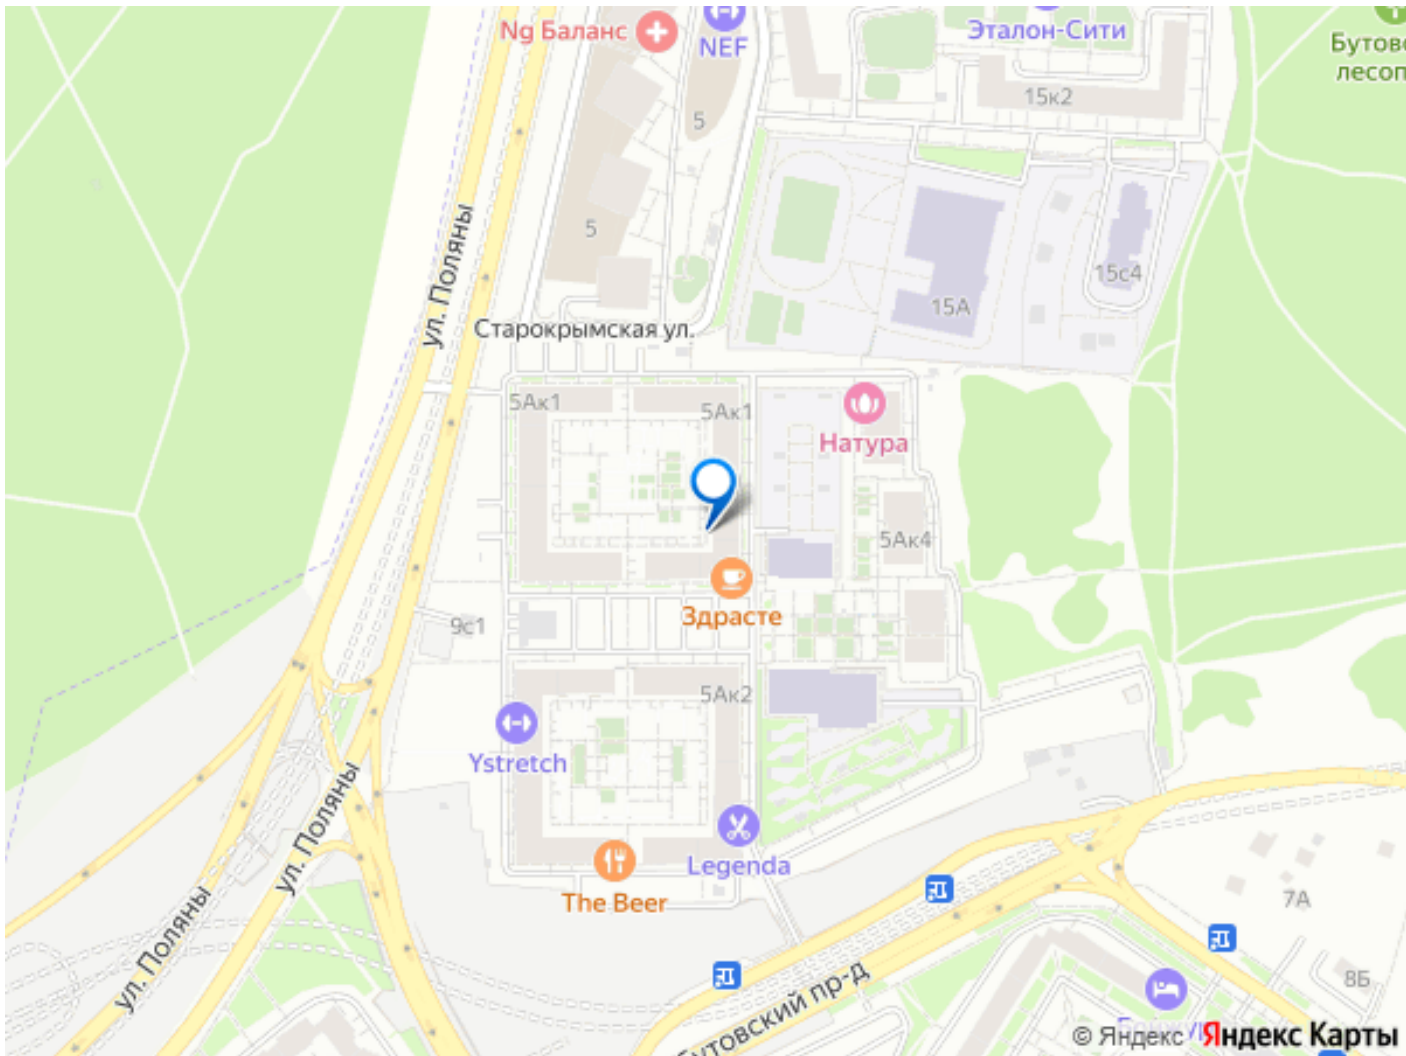 Ng Баланс
NEF
Эталон-Сити
Бутово
лесоп
15к2
5
5
ул. Поляны
15с4
15А
Старокрымская ул.
5Ак1
5Ак1
Натура
5Ак4
Здрасте
9с1
5Ак2
Ystretch
ул. Поляны
Legenda
The Beer
7А
ул. Поляны
8Б
Бутовский пр-д
© Яндекс Яндекс Карты